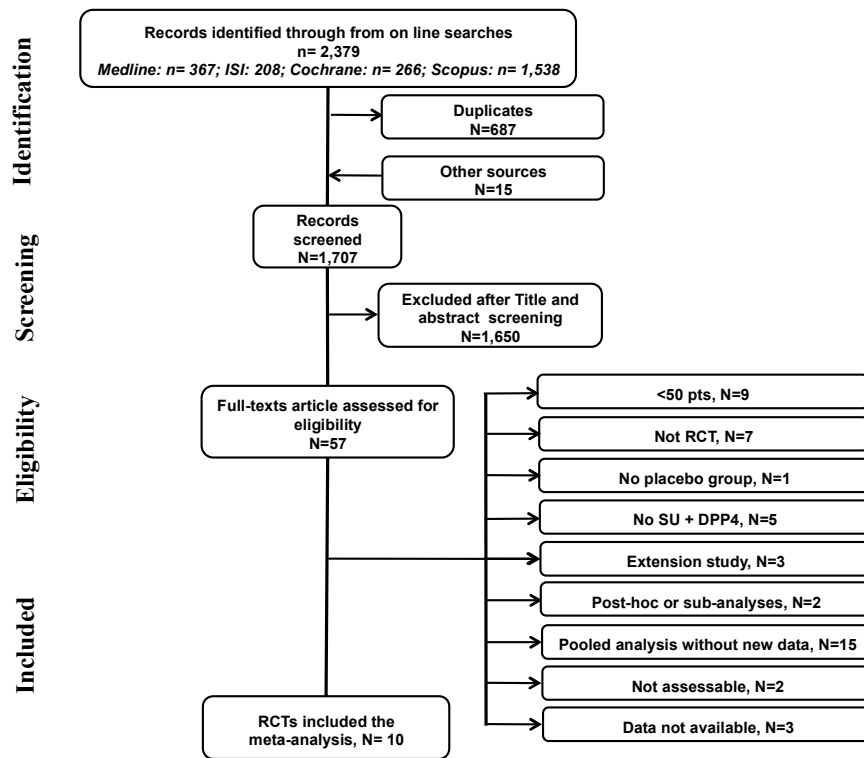 Records identified through from on line searches
n= 2,379
Medline: n= 367; ISI: 208; Cochrane: n= 266; Scopus: n= 1,538
Identification
Duplicates
N=687
Other sources
N=15
Screening
Records
screened
N=1,707
Excluded after Title and
abstract screening
N=1,650
Eligibility
Full-texts article assessed for
eligibility
N=57
<50 pts, N=9
Not RCT, N=7
No placebo group, N=1
No SU + DPP4, N=5
Extension study, N=3
Post-hoc or sub-analyses, N=2
Pooled analysis without new data, N=15
Not assessable, N=2
Data not available, N=3
Included
RCTs included the
meta-analysis, N= 10